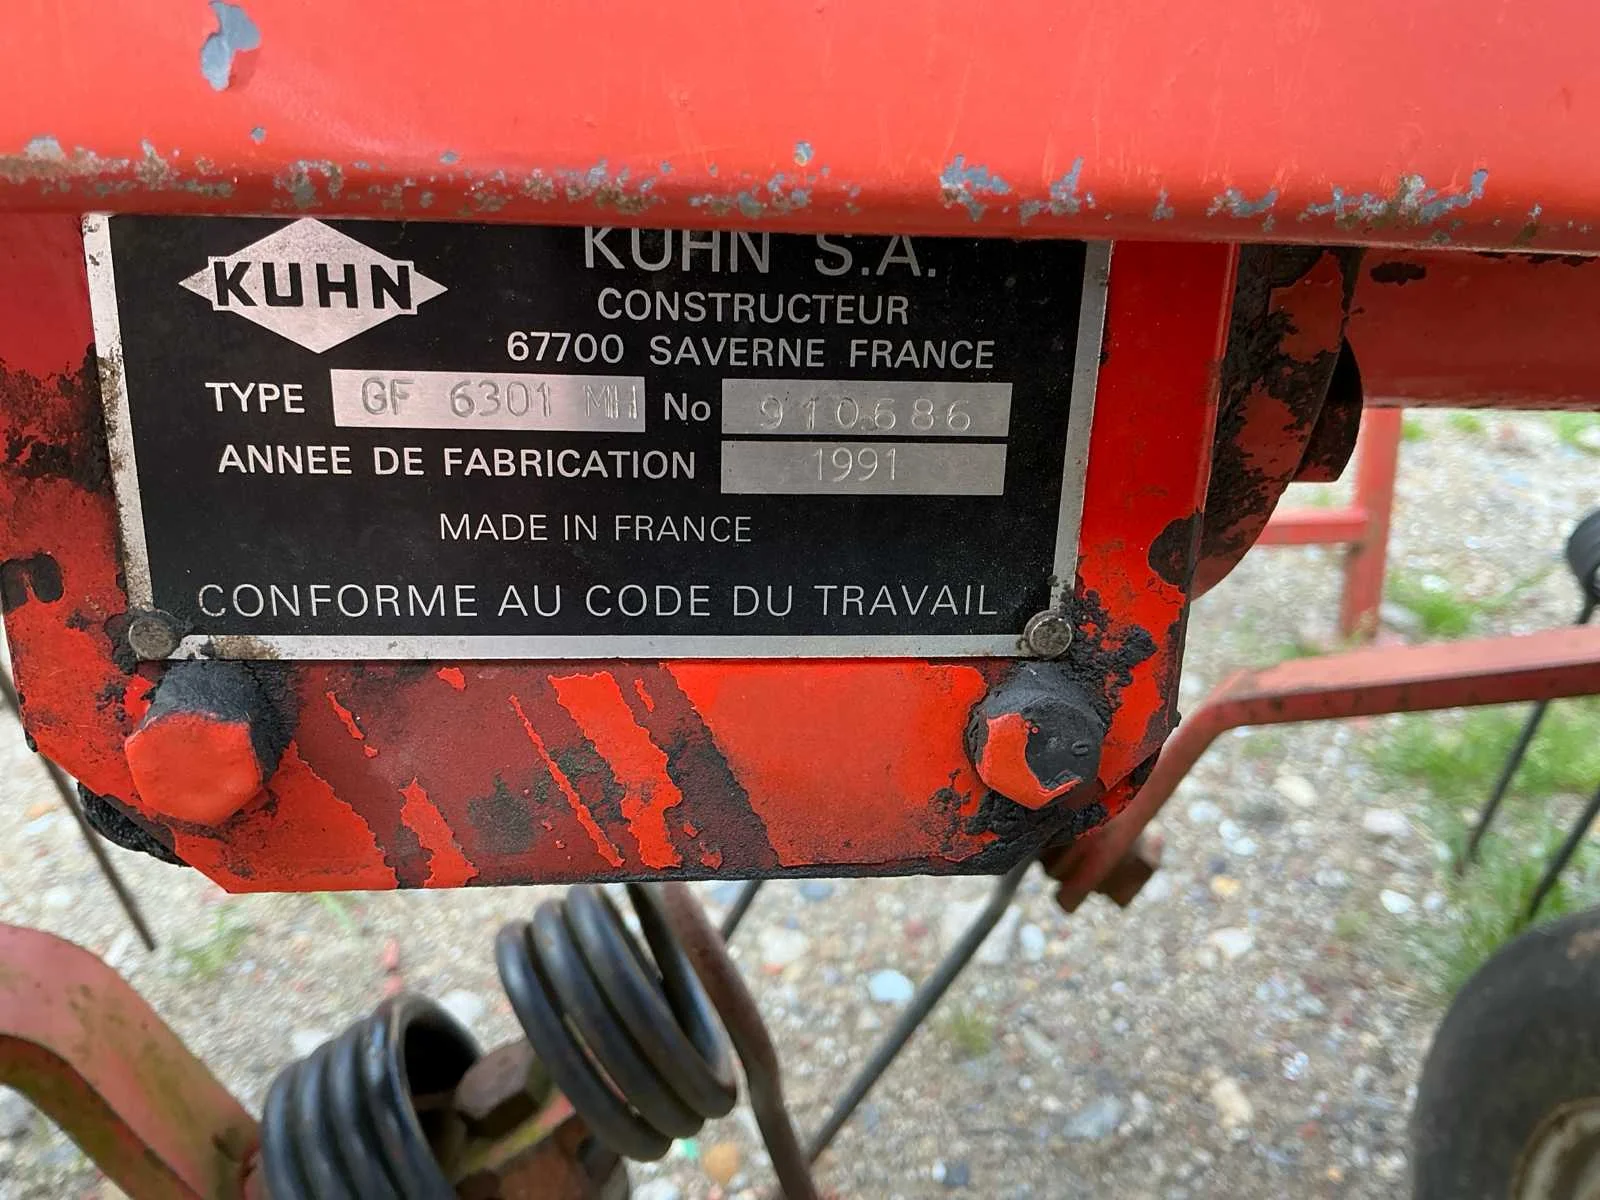 KUHN
KUHN S.A.
CONSTRUCTEUR
67700 SAVERNE FRANCE
TYPE GF 6301 MH No 910686
ANNEE DE FABRICATION 1991
MADE IN FRANCE
CONFORME AU CODE DU TRAVAIL